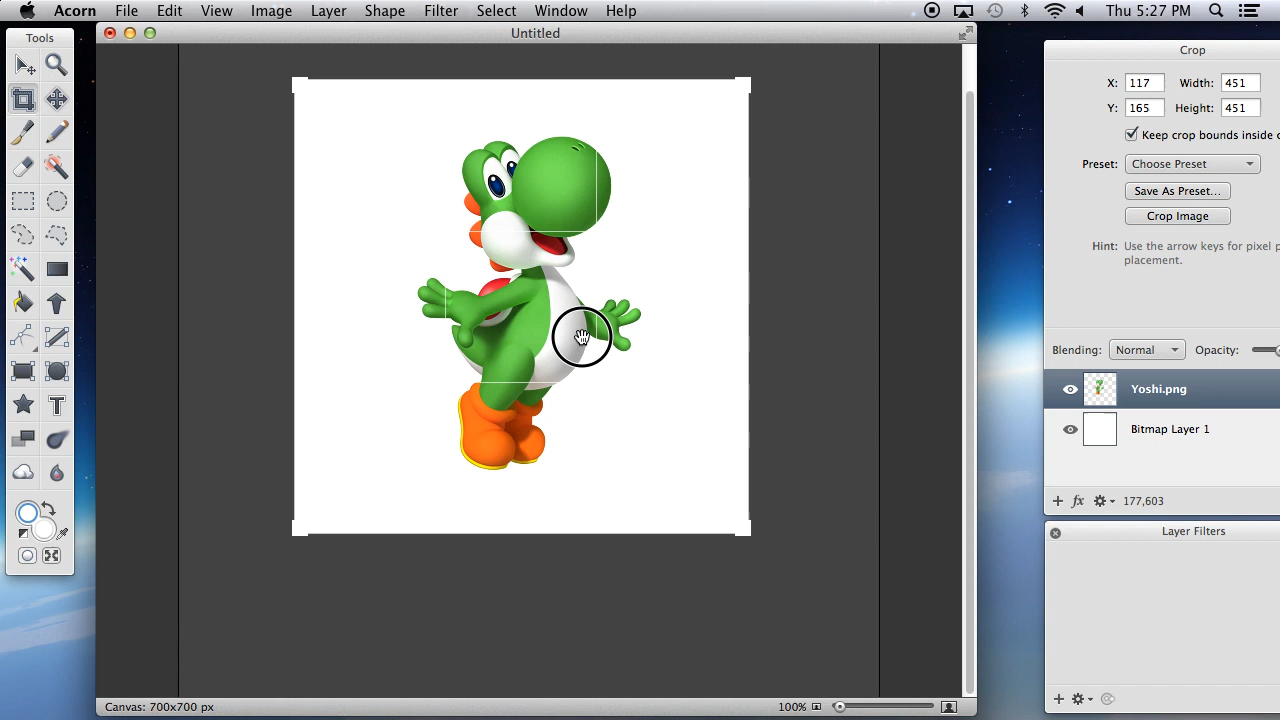 Acorn File Edit View Image Layer Shape Filter Select Window Help Thu 5:27 PM
Tools
Untitled
Crop
X: 117 Width: 451
Y: 165 Height: 451
Keep crop bounds inside
Preset: Choose Preset
Save As Preset...
Crop Image
Hint: Use the arrow keys for pixel p
placement.
Blending: Normal Opacity:
Yoshi.png
Bitmap Layer 1
fx 177,603
Layer Filters
T
Canvas: 700x700 px 100%